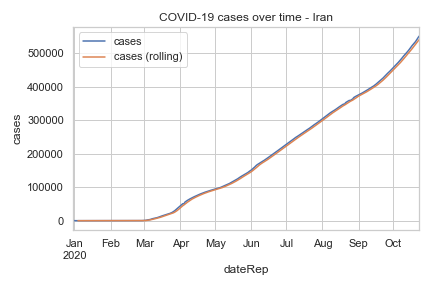 COVID-19 cases over time - Iran
cases
cases (rolling)
500000
400000
300000
200000
100000
0
cases
Jan Feb Mar Apr May Jun Jul Aug Sep Oct
2020
dateRep